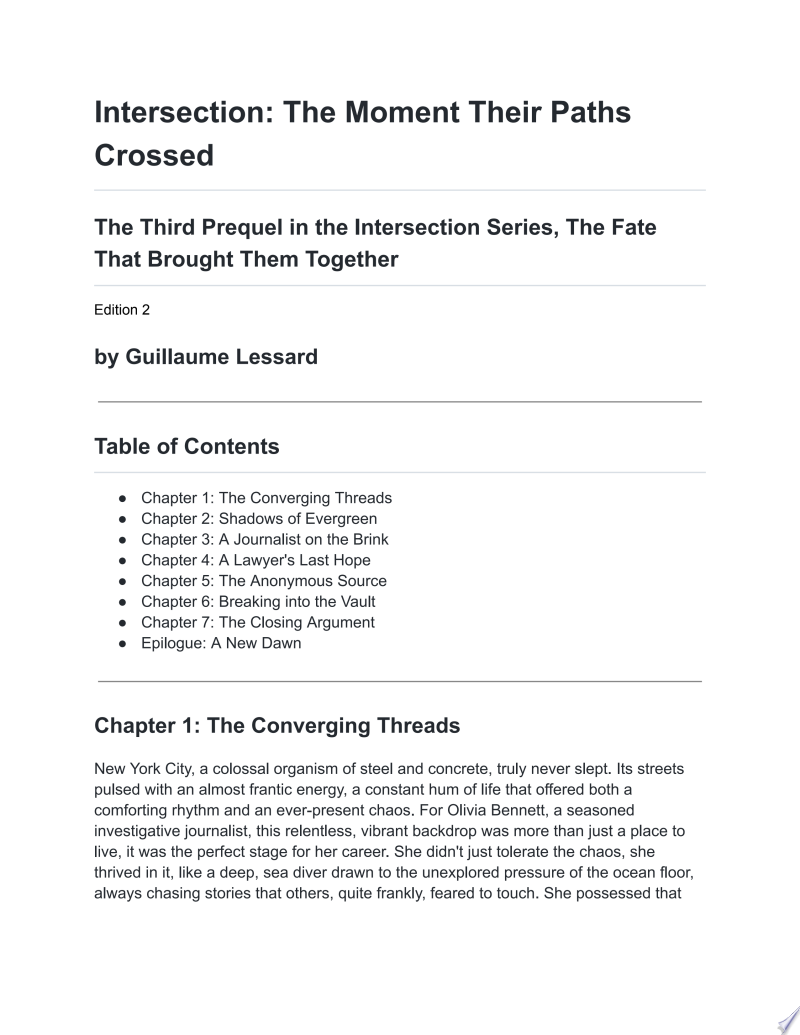 Intersection: The Moment Their Paths
Crossed
The Third Prequel in the Intersection Series, The Fate
That Brought Them Together
Edition 2
by Guillaume Lessard
Table of Contents
● Chapter 1: The Converging Threads
● Chapter 2: Shadows of Evergreen
● Chapter 3: A Journalist on the Brink
● Chapter 4: A Lawyer's Last Hope
● Chapter 5: The Anonymous Source
● Chapter 6: Breaking into the Vault
● Chapter 7: The Closing Argument
● Epilogue: A New Dawn
Chapter 1: The Converging Threads
New York City, a colossal organism of steel and concrete, truly never slept. Its streets
pulsed with an almost frantic energy, a constant hum of life that offered both a
comforting rhythm and an ever-present chaos. For Olivia Bennett, a seasoned
investigative journalist, this relentless, vibrant backdrop was more than just a place to
live, it was the perfect stage for her career. She didn't just tolerate the chaos, she
thrived in it, like a deep, sea diver drawn to the unexplored pressure of the ocean floor,
always chasing stories that others, quite frankly, feared to touch. She possessed that